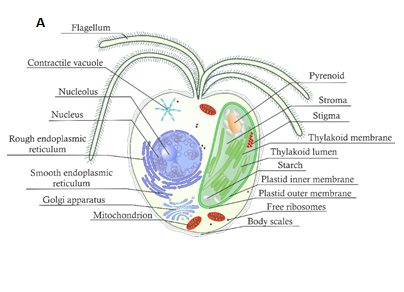 A
Flagellum
Contractile vacuole
Nucleolus
Nucleus
Rough endoplasmic
reticulum
Smooth endoplasmic
reticulum
Golgi apparatus
Mitochondrion
Pyrenoid
Stroma
Stigma
Thylakoid membrane
Thylakoid lumen
Starch
Plastid inner membrane
Plastid outer membrane
Free ribosomes
Body scales